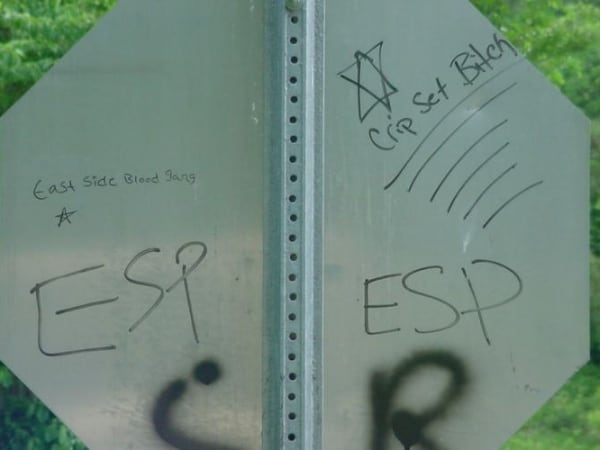 Crip Set Bitch
East Side Blood Gang
ESP
ESP
R